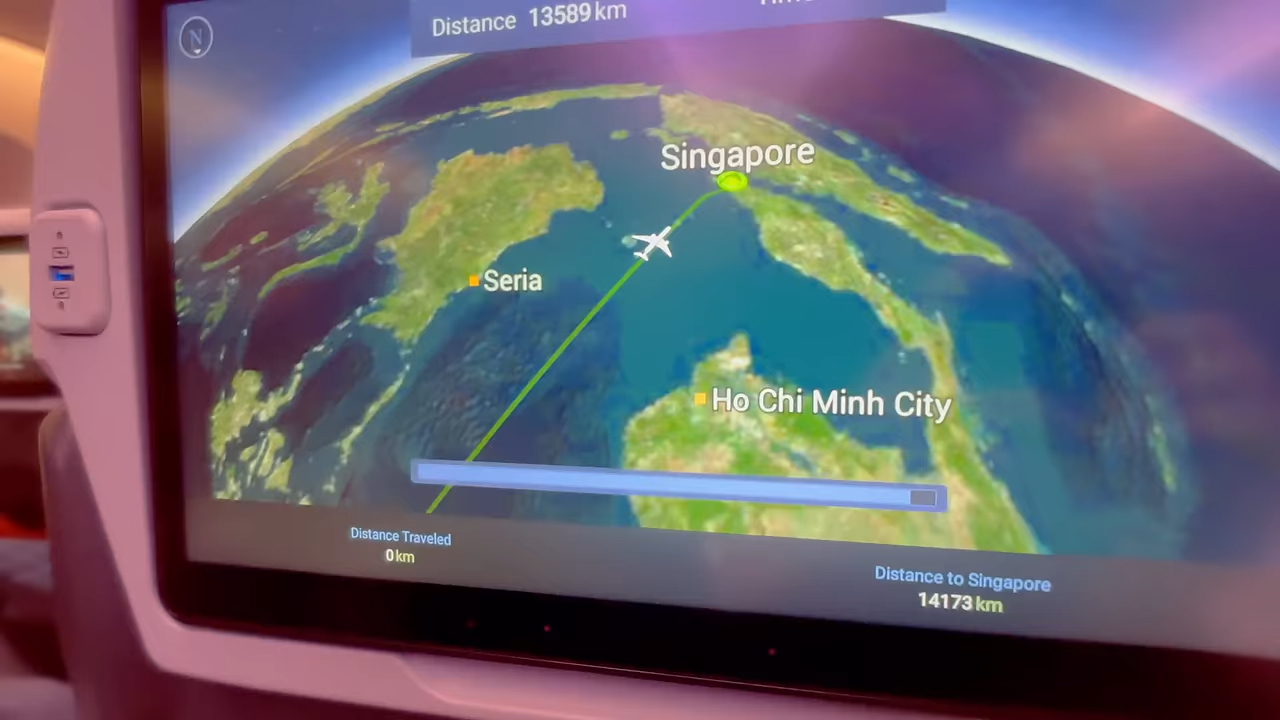 N
Distance 13589 km
Singapore
Seria
Ho Chi Minh City
Distance Traveled
0 km
Distance to Singapore
14173 km